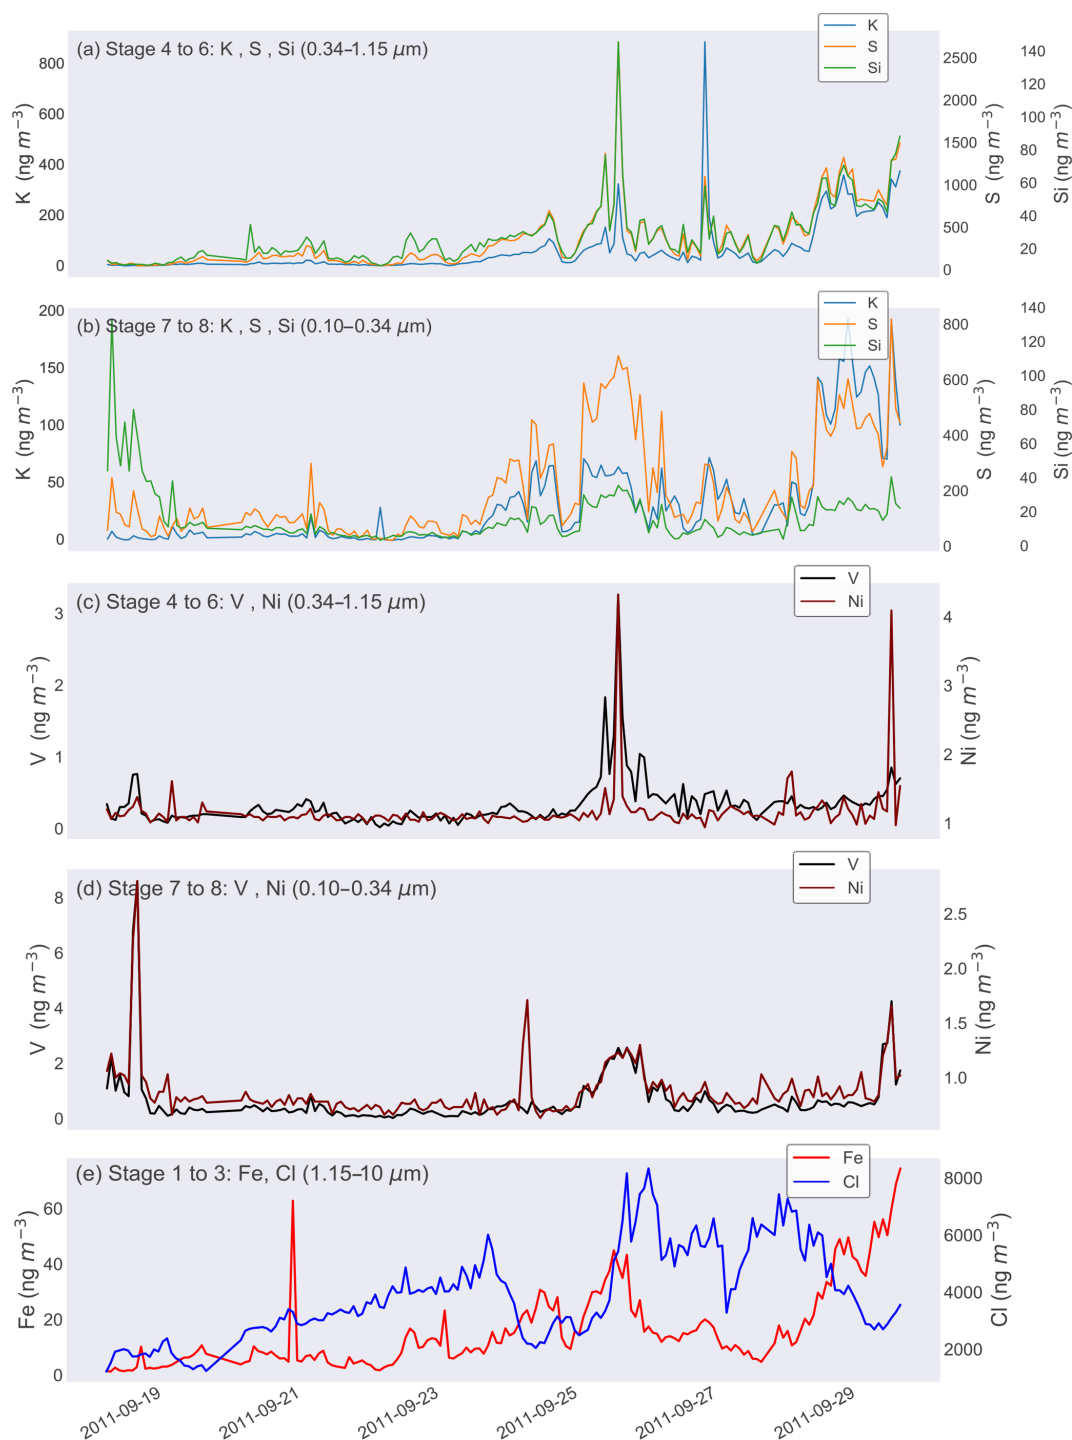 (a) Stage 4 to 6: K , S , Si (0.34–1.15 μm)
K
S
Si
800
600
400
200
0
K (ng m⁻³)
2500
2000
1500
1000
500
0
S (ng m⁻³)
140
120
100
80
60
40
20
Si (ng m⁻³)
(b) Stage 7 to 8: K , S , Si (0.10–0.34 μm)
K
S
Si
200
150
100
50
0
K (ng m⁻³)
800
600
400
200
0
S (ng m⁻³)
140
120
100
80
60
40
20
0
Si (ng m⁻³)
(c) Stage 4 to 6: V , Ni (0.34–1.15 μm)
V
Ni
3
2
1
0
V (ng m⁻³)
4
3
2
1
Ni (ng m⁻³)
(d) Stage 7 to 8: V , Ni (0.10–0.34 μm)
V
Ni
8
6
4
2
0
V (ng m⁻³)
2.5
2.0
1.5
1.0
Ni (ng m⁻³)
(e) Stage 1 to 3: Fe, Cl (1.15–10 μm)
Fe
Cl
60
40
20
0
Fe (ng m⁻³)
8000
6000
4000
2000
Cl (ng m⁻³)
2011-09-19
2011-09-21
2011-09-23
2011-09-25
2011-09-27
2011-09-29